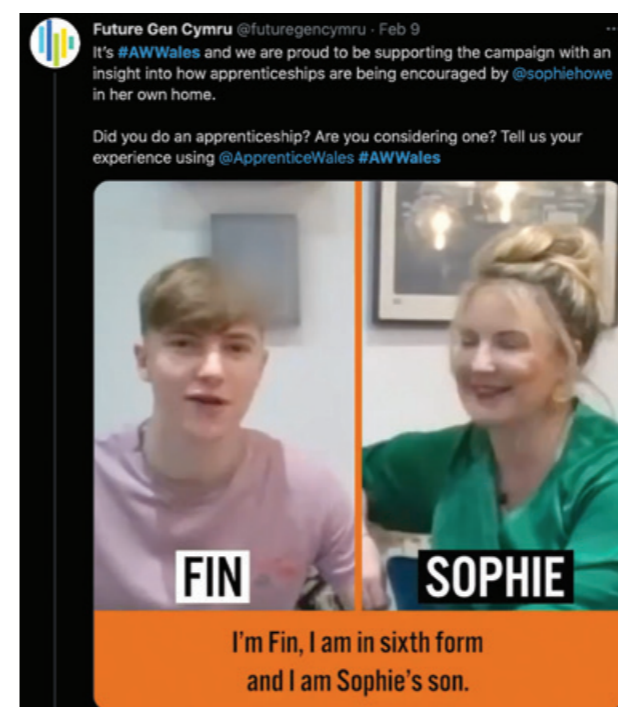 Future Gen Cymru @futuregencymru · Feb 9
It's #AWWales and we are proud to be supporting the campaign with an
insight into how apprenticeships are being encouraged by @sophiehowe
in her own home.
Did you do an apprenticeship? Are you considering one? Tell us your
experience using @ApprenticeWales #AWWales
FIN
SOPHIE
I'm Fin, I am in sixth form
and I am Sophie's son.